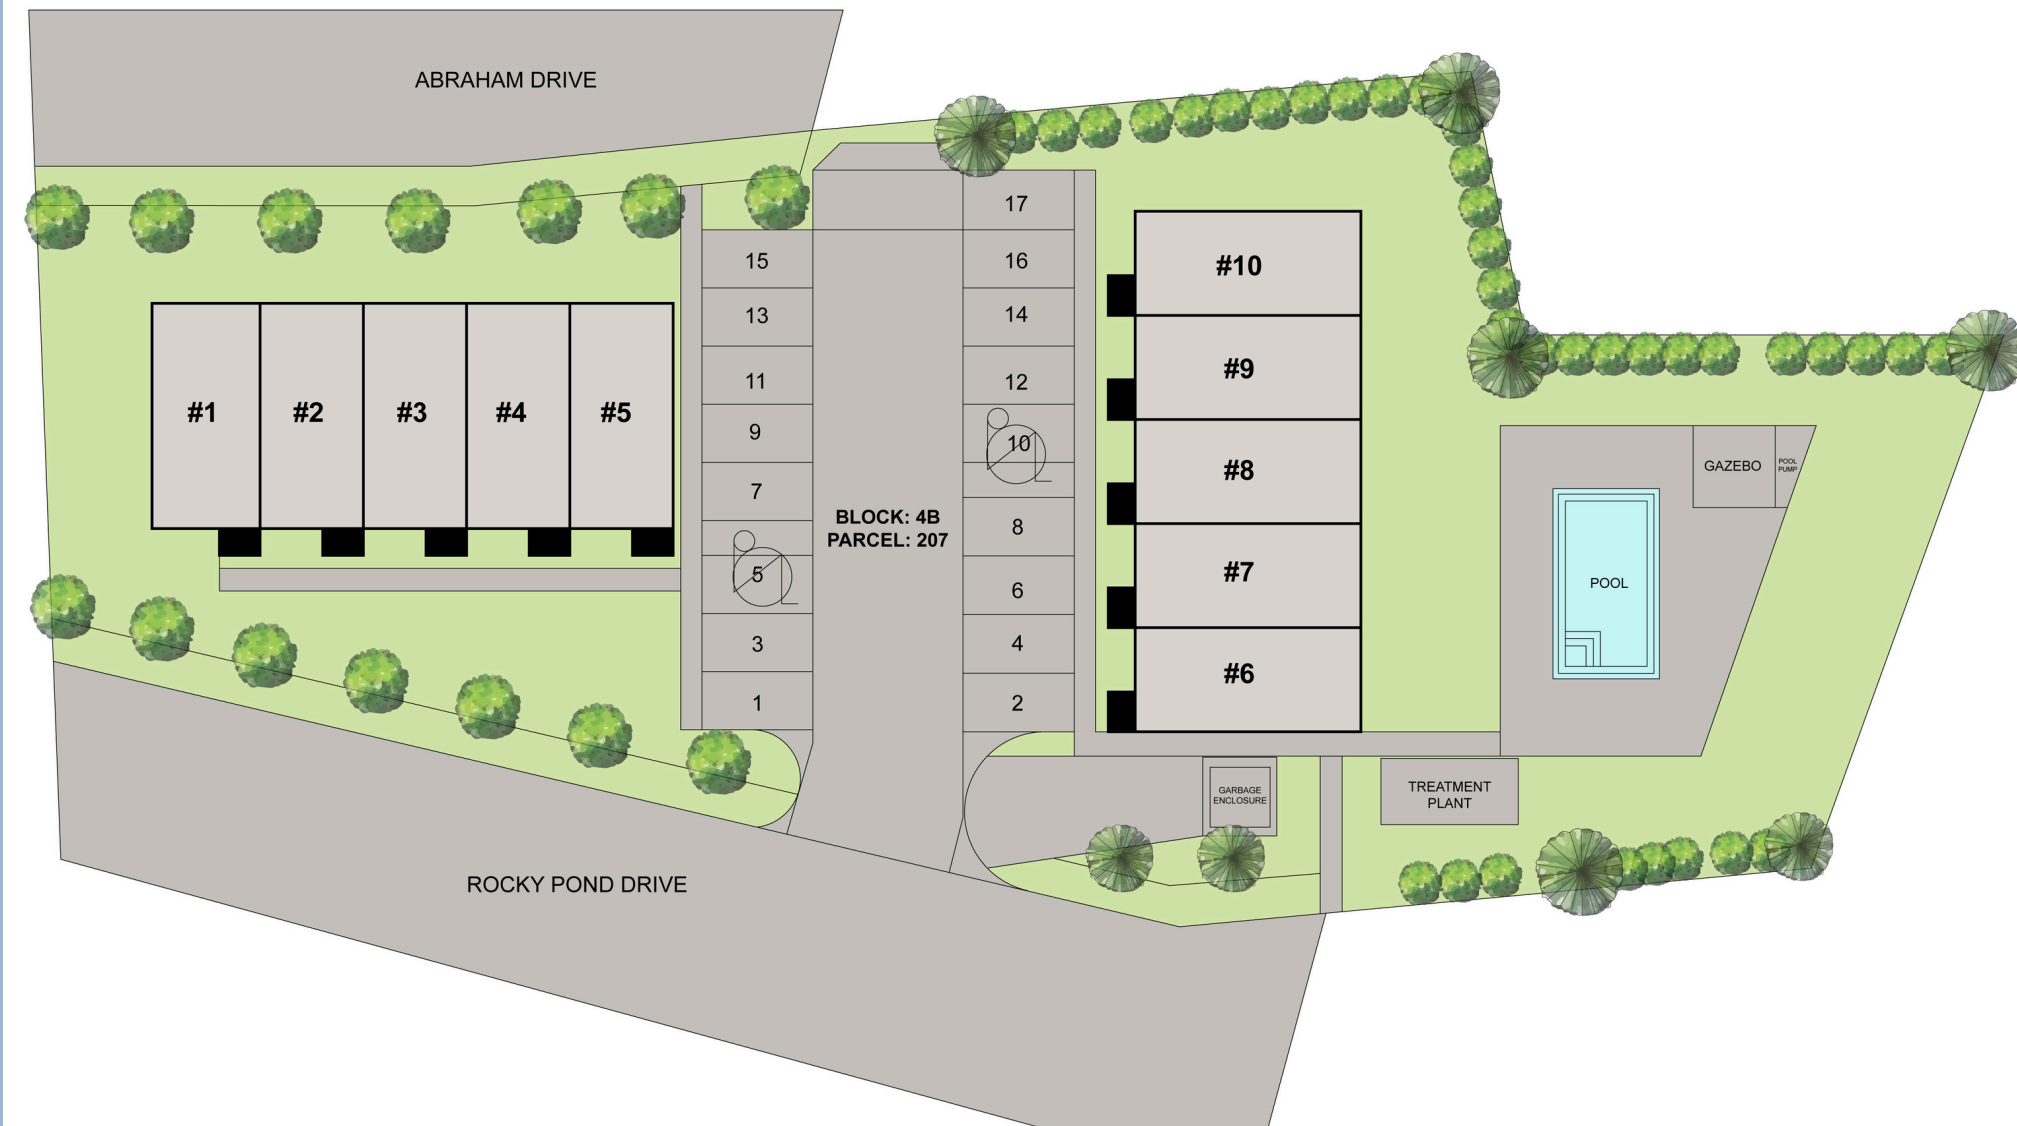 ABRAHAM DRIVE
17
15
16
13
14
11
12
9
10
7
8
5
6
3
4
1
2
#1
#2
#3
#4
#5
BLOCK: 4B
PARCEL: 207
#10
#9
#8
#7
#6
GAZEBO
POOL
PUMP
POOL
GARBAGE
ENCLOSURE
TREATMENT
PLANT
ROCKY POND DRIVE